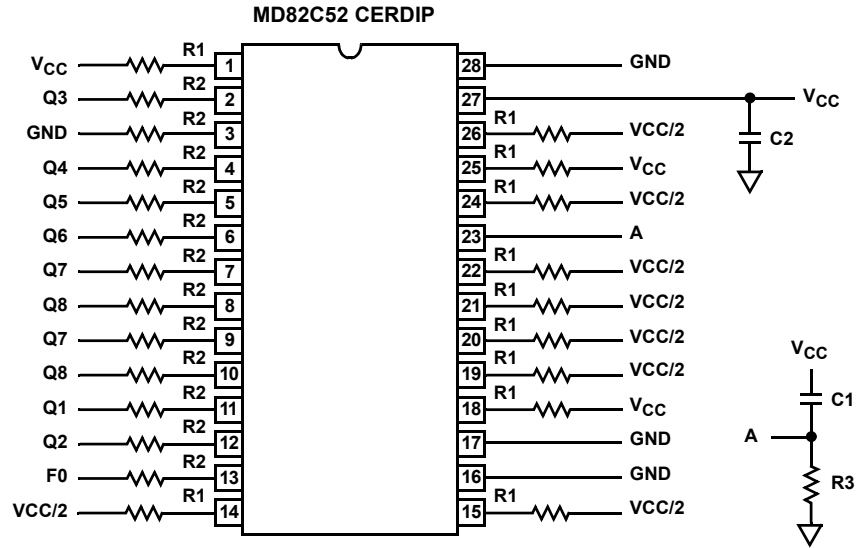 MD82C52 CERDIP
VCC R1 1
Q3 R2 2
GND R2 3
Q4 R2 4
Q5 R2 5
Q6 R2 6
Q7 R2 7
Q8 R2 8
Q7 R2 9
Q8 R2 10
Q1 R2 11
Q2 R2 12
F0 R2 13
VCC/2 R1 14
28 GND
27 VCC
C2
26 R1 VCC/2
25 R1 VCC
24 R1 VCC/2
23 A
22 R1 VCC/2
21 R1 VCC/2
20 R1 VCC/2
19 R1 VCC/2
18 R1 VCC
17 GND
16 GND
15 R1 VCC/2
VCC
C1
A
R3